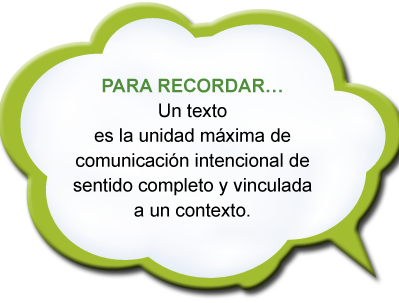 PARA RECORDAR…
Un texto
es la unidad máxima de
comunicación intencional de
sentido completo y vinculada
a un contexto.